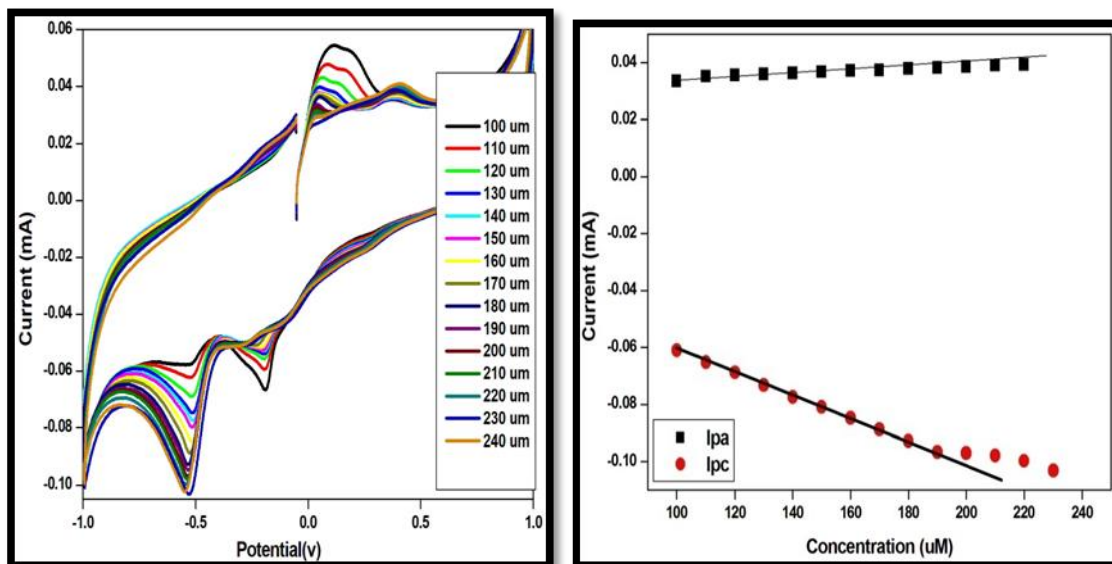 0.06
0.04
0.02
0.00
-0.02
-0.04
-0.06
-0.08
-0.10
Current (mA)
-1.0 -0.5 0.0 0.5 1.0
Potential(v)
100 um
110 um
120 um
130 um
140 um
150 um
160 um
170 um
180 um
190 um
200 um
210 um
220 um
230 um
240 um
0.04
0.02
0.00
-0.02
-0.04
-0.06
-0.08
-0.10
Current (mA)
Ipa
Ipc
100 120 140 160 180 200 220 240
Concentration (uM)